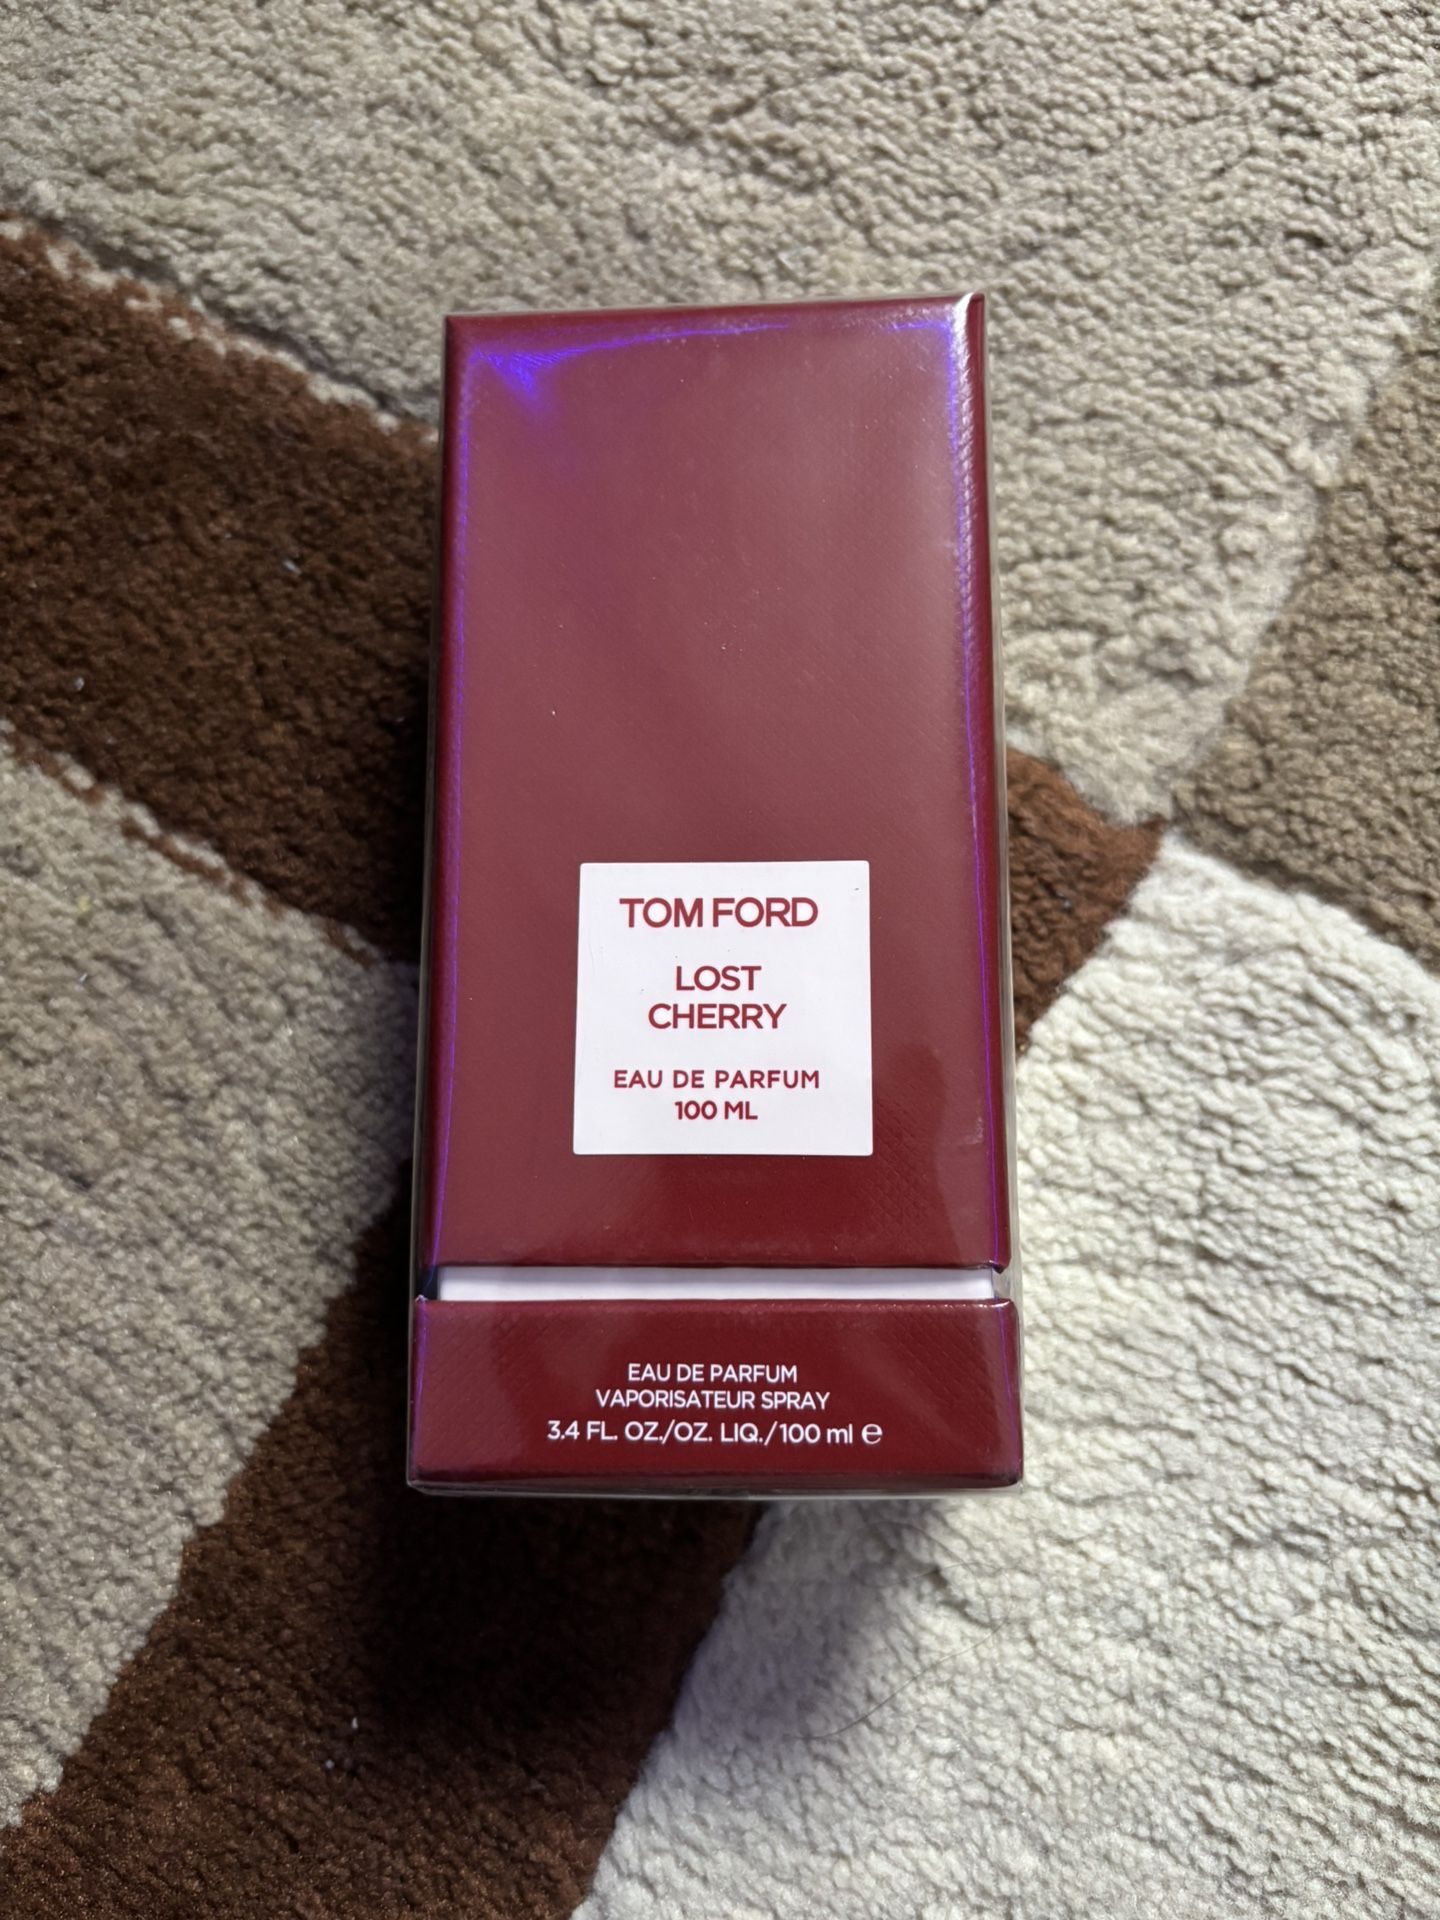 TOM FORD
LOST
CHERRY
EAU DE PARFUM
100 ML
EAU DE PARFUM
VAPORISATEUR SPRAY
3.4 FL. OZ./OZ. LIQ./100 ml ℮